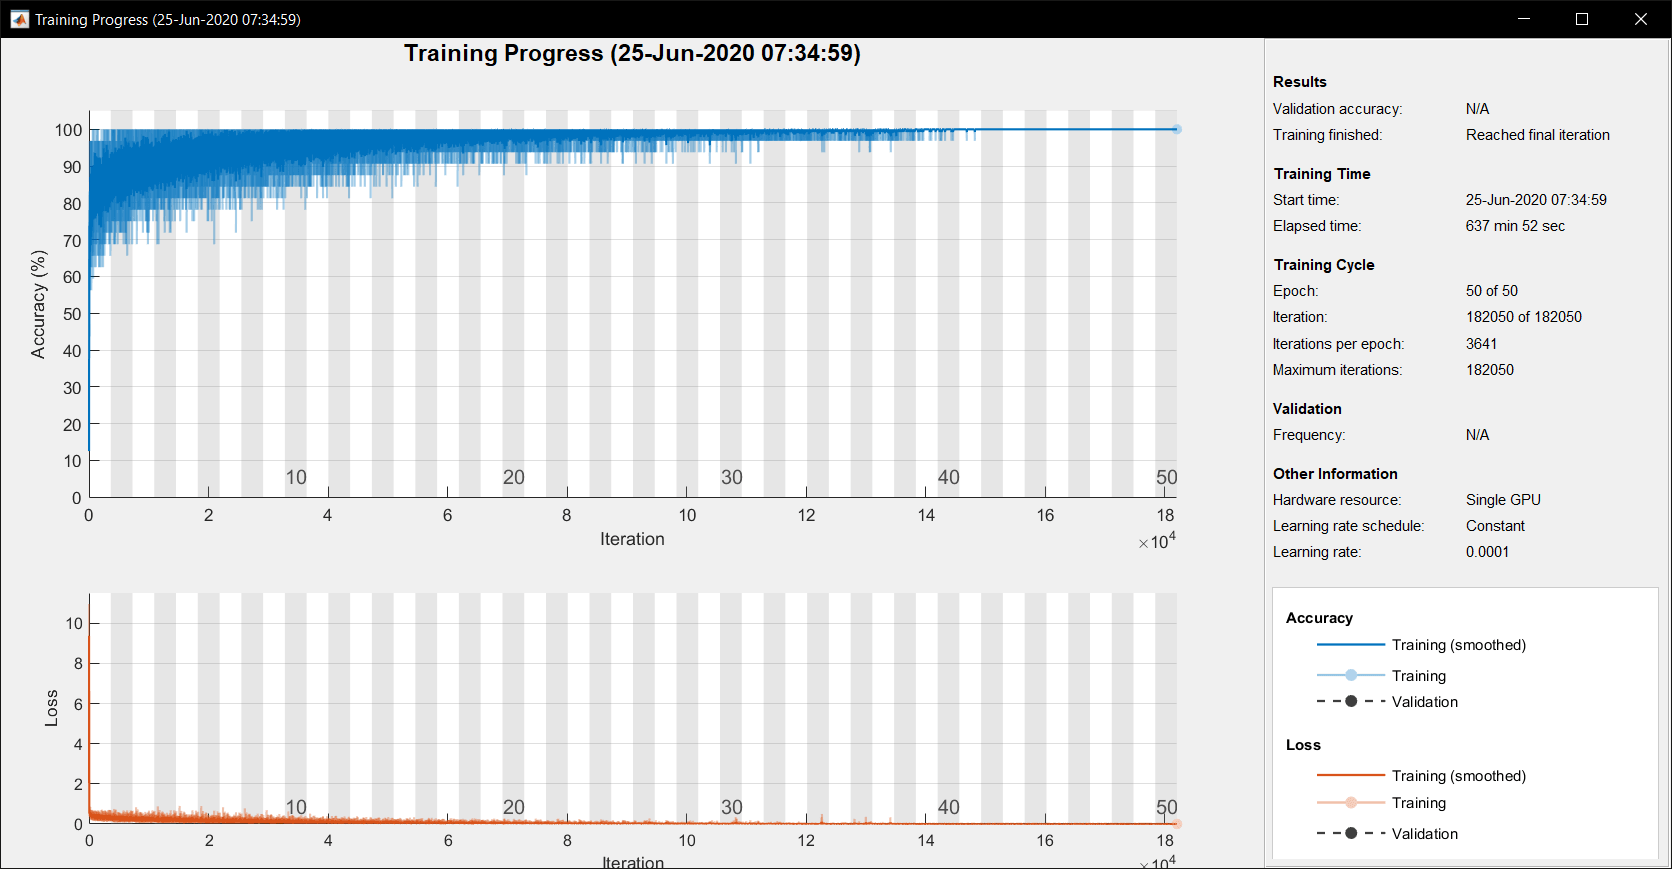 Training Progress (25-Jun-2020 07:34:59)
Training Progress (25-Jun-2020 07:34:59)
100
90
80
70
60
50
40
30
20
10
0
Accuracy (%)
10 20 30 40 50
0 2 4 6 8 10 12 14 16 18
Iteration
×10⁴
10
8
6
4
2
0
Loss
10 20 30 40 50
0 2 4 6 8 10 12 14 16 18
Iteration
×10⁴
Results
Validation accuracy: N/A
Training finished: Reached final iteration
Training Time
Start time: 25-Jun-2020 07:34:59
Elapsed time: 637 min 52 sec
Training Cycle
Epoch: 50 of 50
Iteration: 182050 of 182050
Iterations per epoch: 3641
Maximum iterations: 182050
Validation
Frequency: N/A
Other Information
Hardware resource: Single GPU
Learning rate schedule: Constant
Learning rate: 0.0001
Accuracy
Training (smoothed)
Training
Validation
Loss
Training (smoothed)
Training
Validation